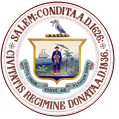 SALEM: CONDITA A.D. 1626.
CIVITATIS REGIMINE DONATA A.D. 1836.